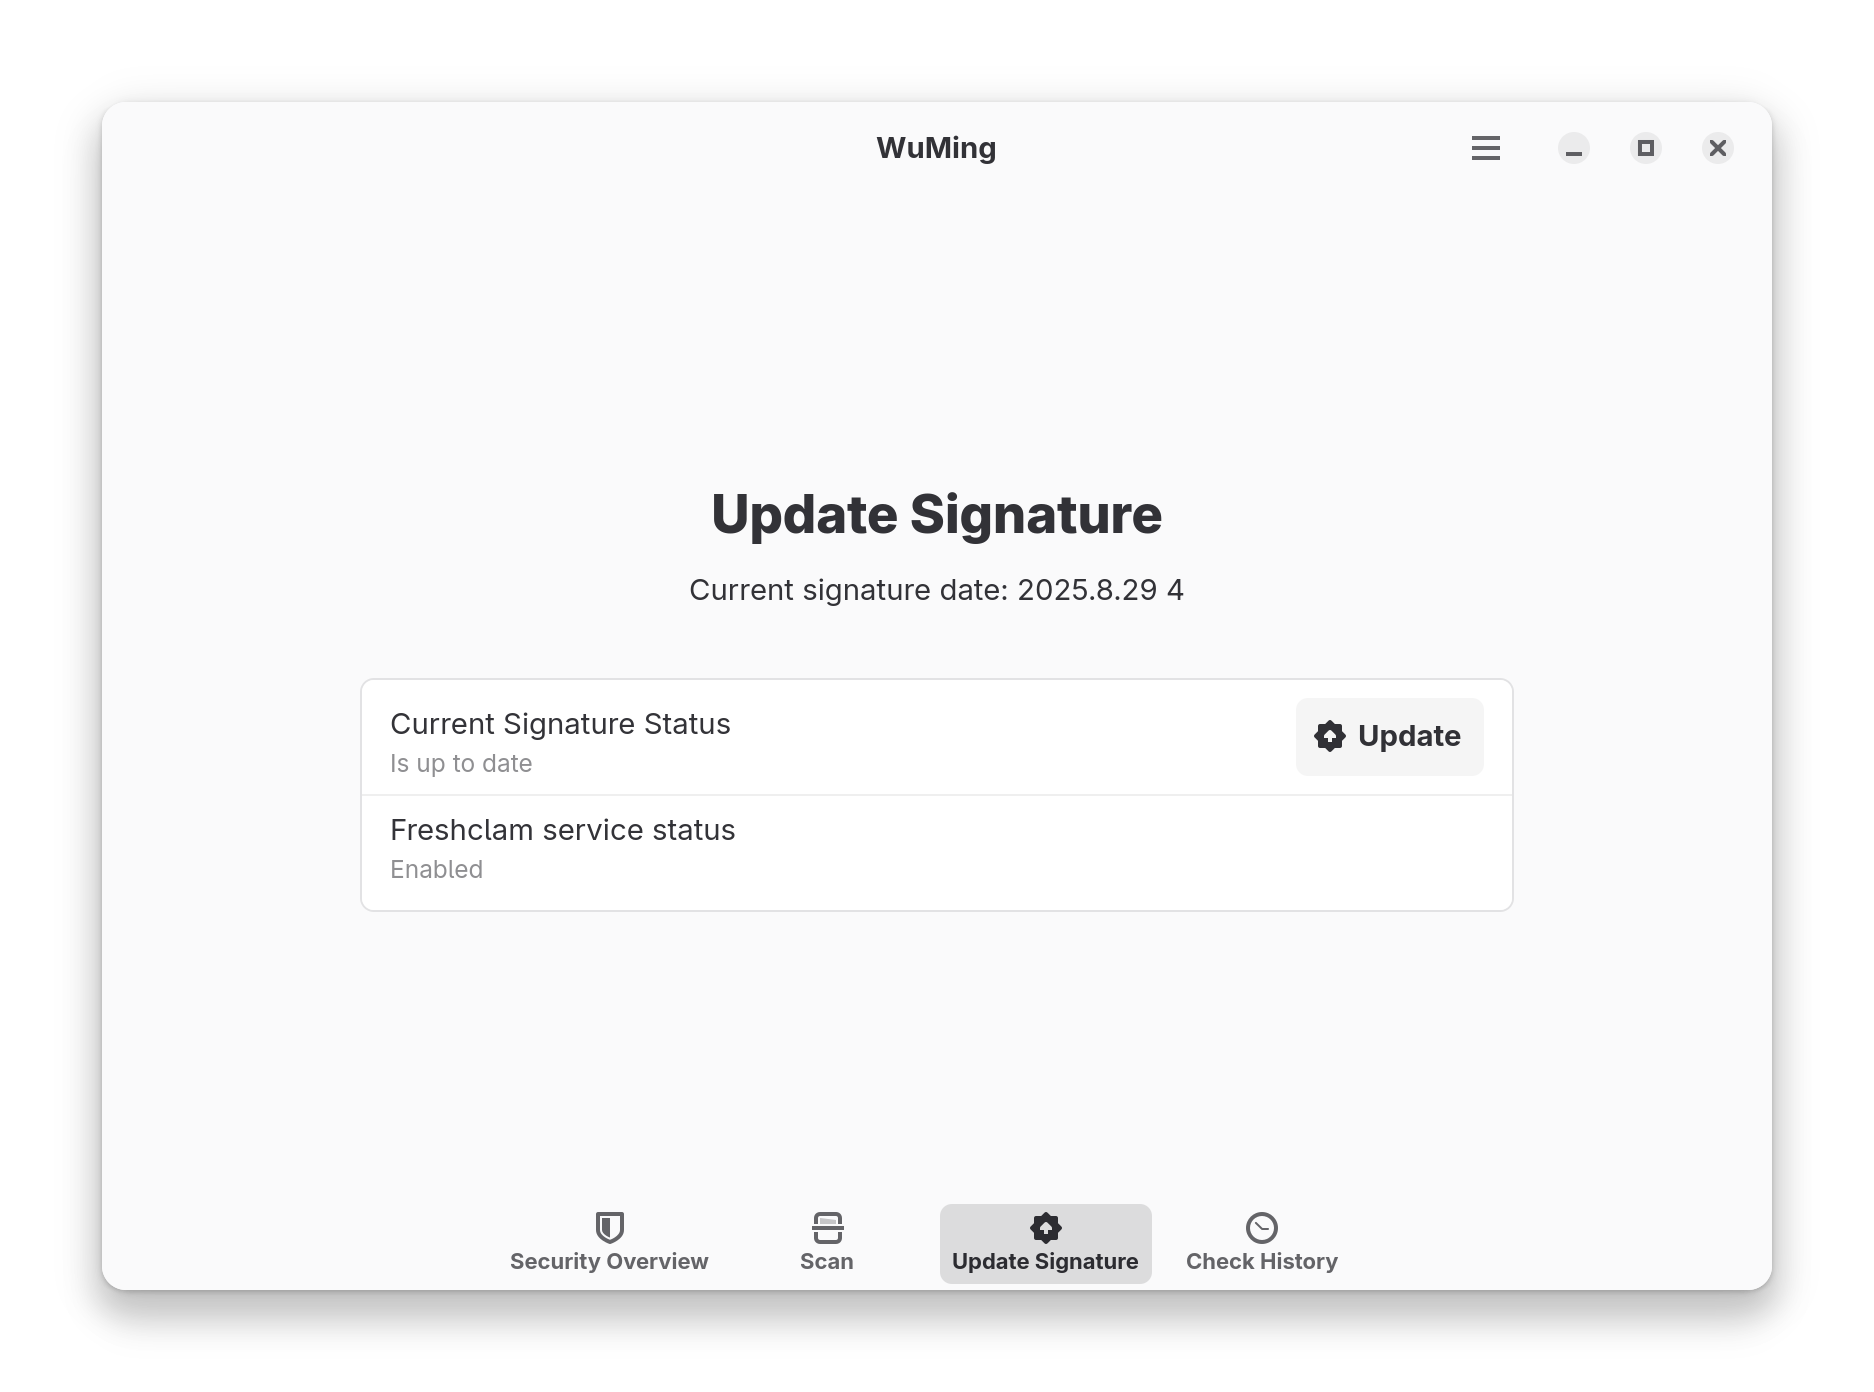 WuMing
Update Signature
Current signature date: 2025.8.29 4
Current Signature Status
Is up to date
Update
Freshclam service status
Enabled
Security Overview
Scan
Update Signature
Check History